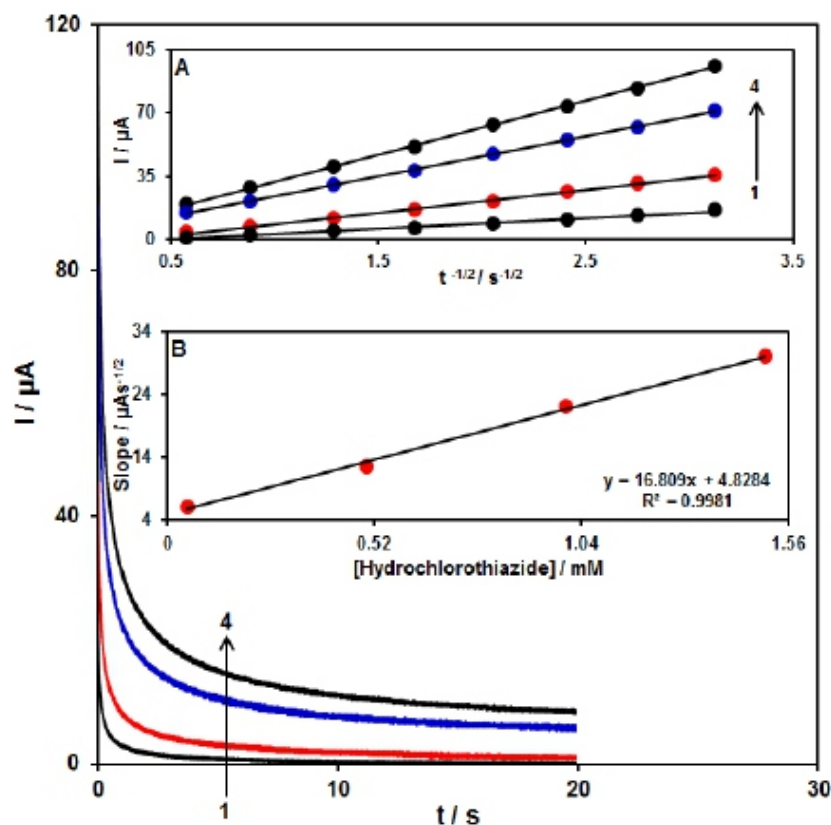 120
80
40
0
I / µA
0
10
20
30
t / s
4
1
A
105
70
35
0
I / µA
0.5
1.5
2.5
3.5
t -1/2 / s-1/2
4
1
B
34
24
14
4
Slope / µAs-1/2
0
0.52
1.04
1.56
[Hydrochlorothiazide] / mM
y = 16.809x + 4.8284
R² = 0.9981